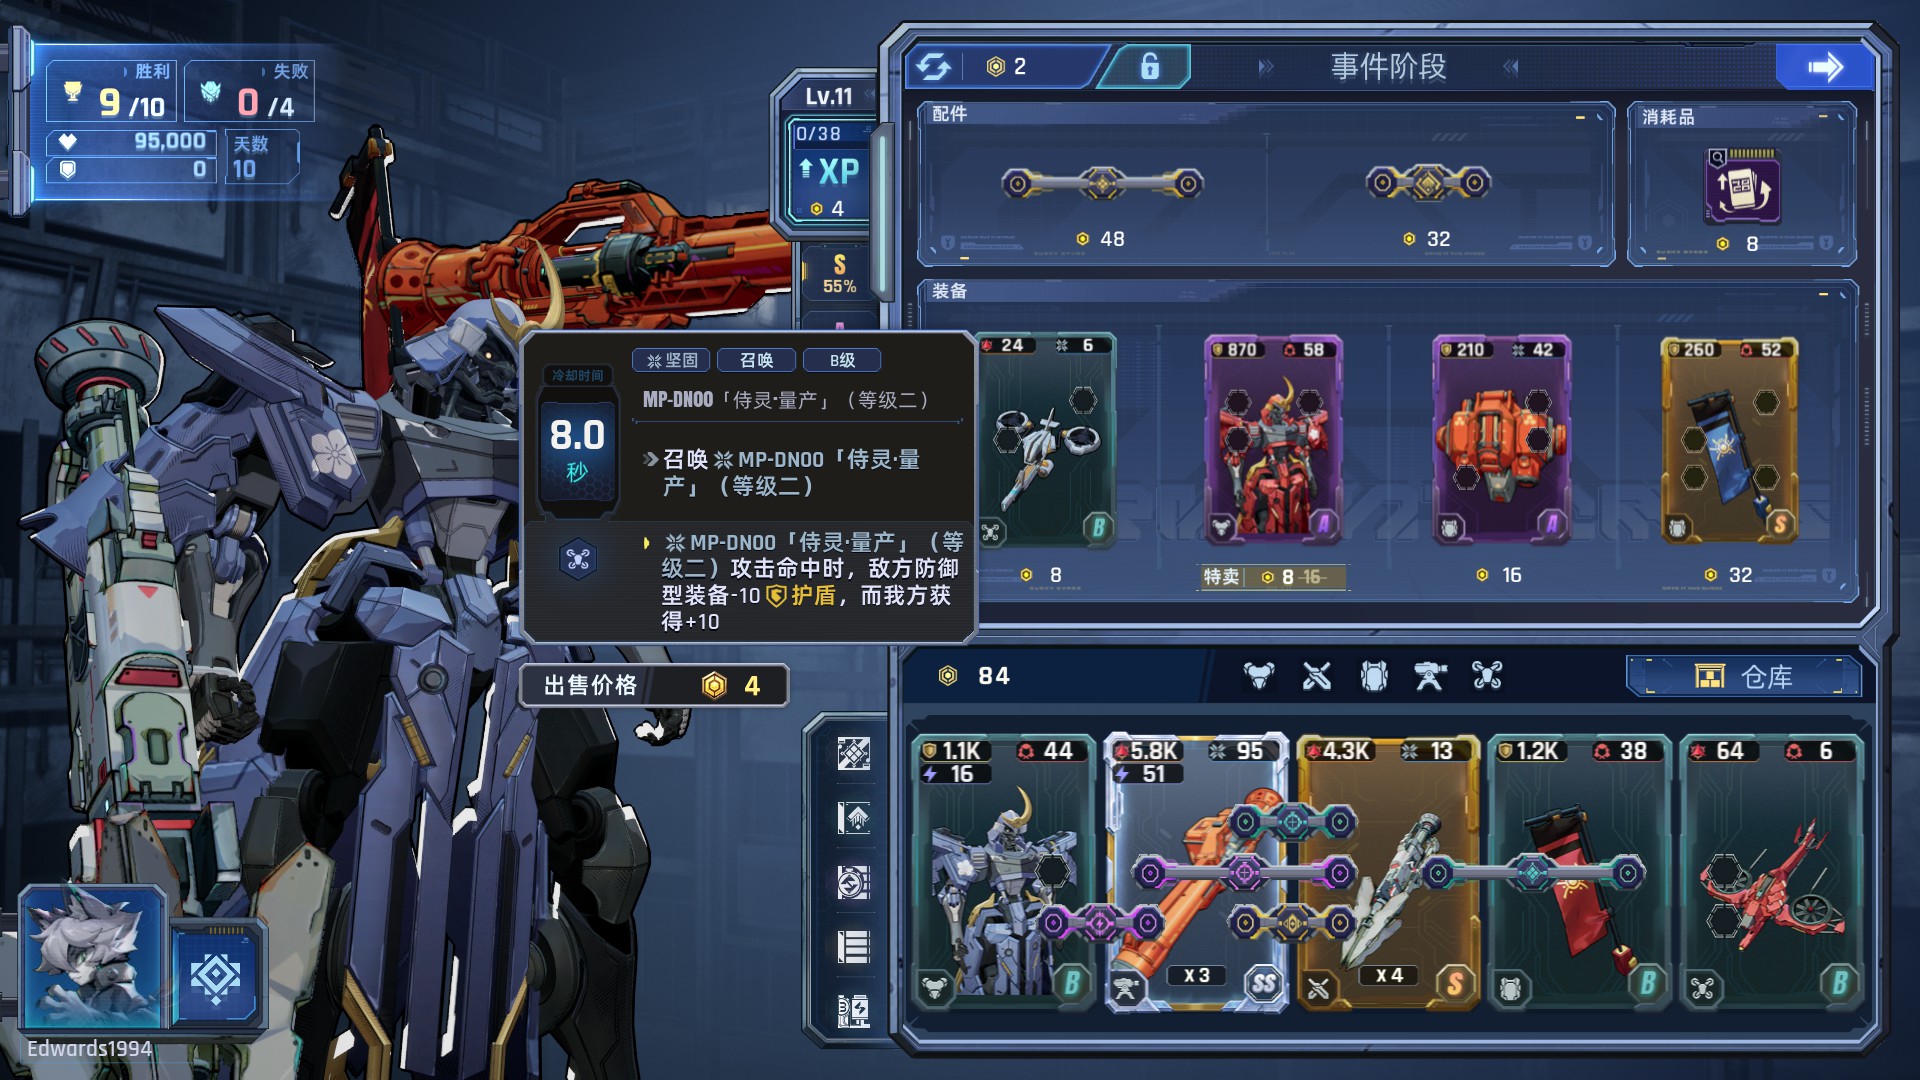 胜利
9/10
失败
0/4
95,000
0
天数
10
Lv.11
0/38
XP
4
S
55%
2
事件阶段
配件
48
32
消耗品
8
装备
24 6
B
8
870 58
A
特卖 8 16
210 42
A
16
260 52
S
32
冷却时间
8.0
秒
坚固 召唤 B级
MP-DN00「侍灵·量产」（等级二）
召唤 MP-DN00「侍灵·量
产」（等级二）
MP-DN00「侍灵·量产」（等
级二）攻击命中时，敌方防御
型装备-10 护盾，而我方获
得+10
出售价格 4
84
仓库
1.1K 44
16
B
5.8K 95
51
x3
SS
4.3K 13
x4
S
1.2K 38
B
64 6
B
Edwards1994